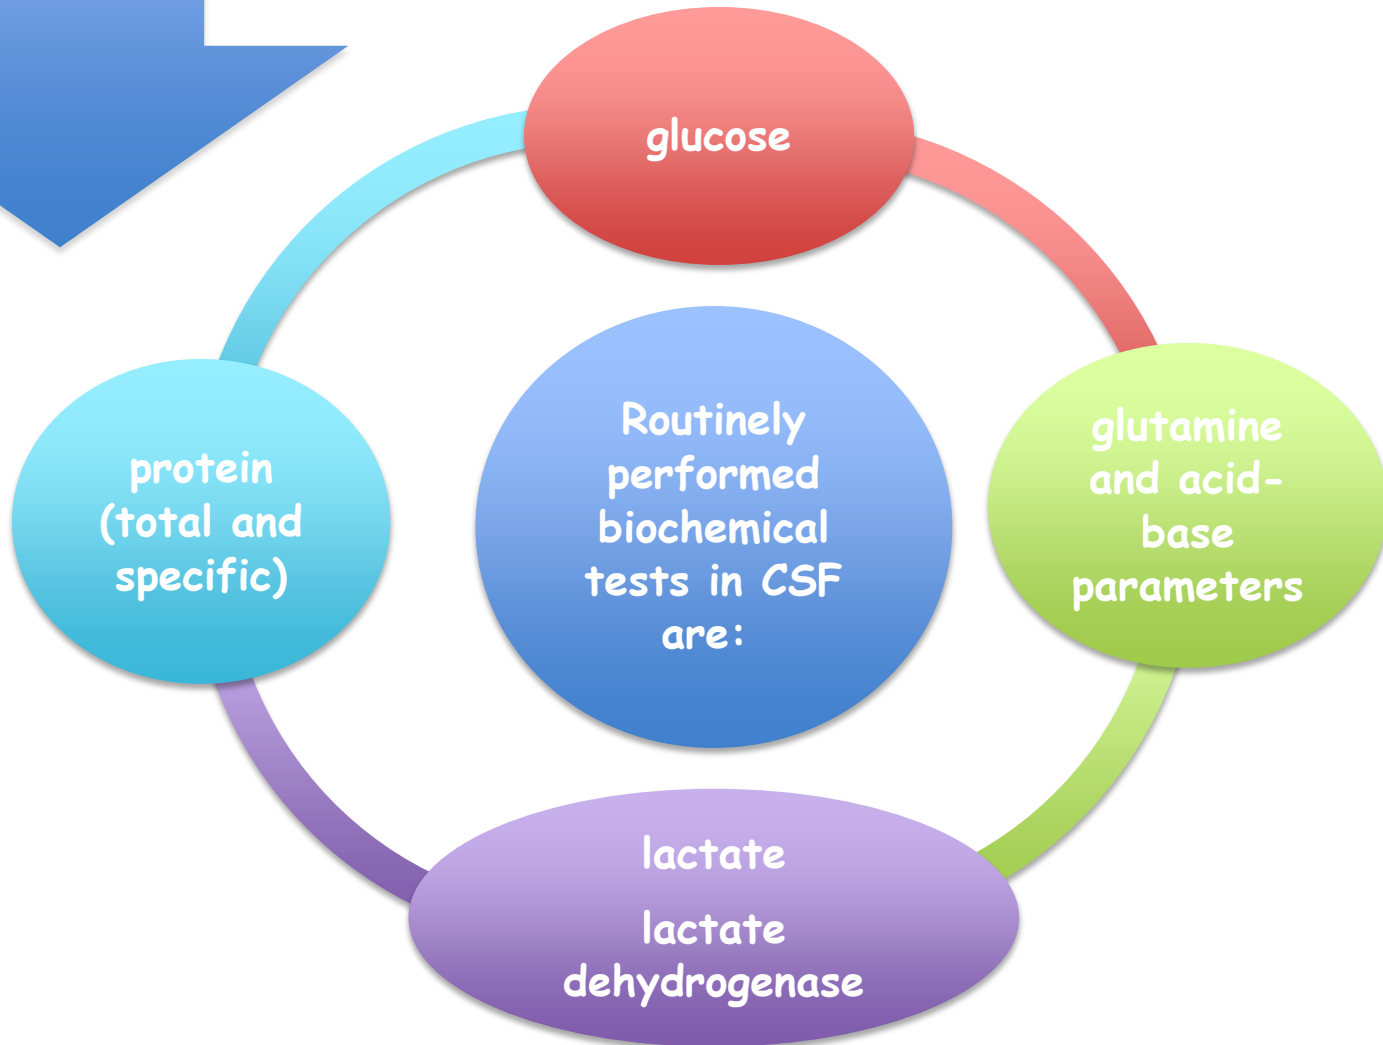 glucose
Routinely
performed
biochemical
tests in CSF
are:
glutamine
and acid-
base
parameters
lactate
lactate
dehydrogenase
protein
(total and
specific)